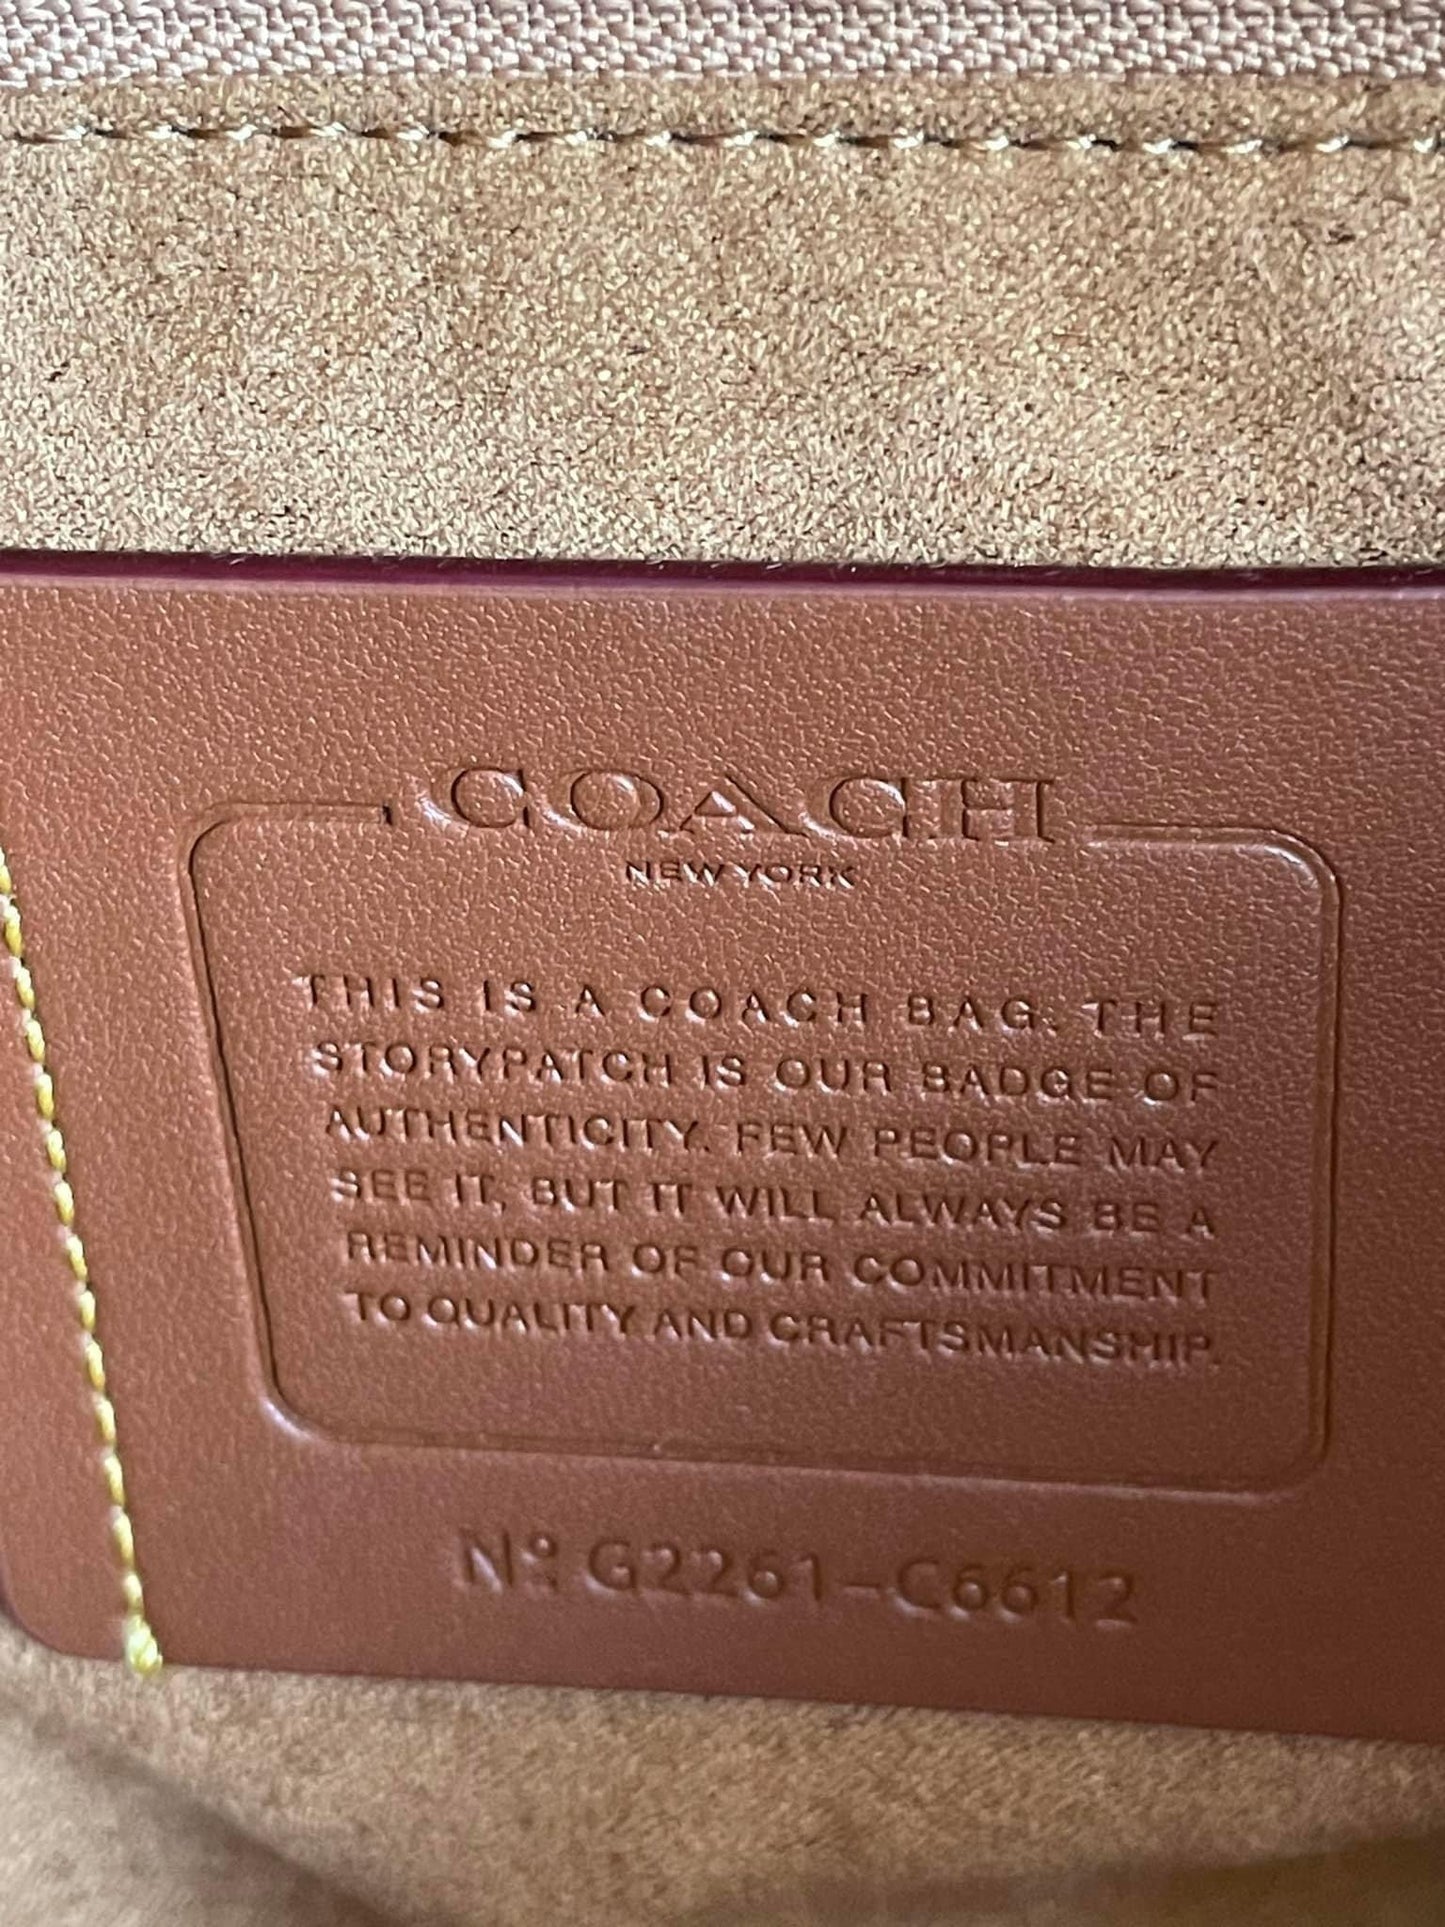 COACH
NEW YORK
THIS IS A COACH BAG. THE
STORYPATCH IS OUR BADGE OF
AUTHENTICITY. FEW PEOPLE MAY
SEE IT, BUT IT WILL ALWAYS BE A
REMINDER OF OUR COMMITMENT
TO QUALITY AND CRAFTSMANSHIP.
Nº G2261-C6612